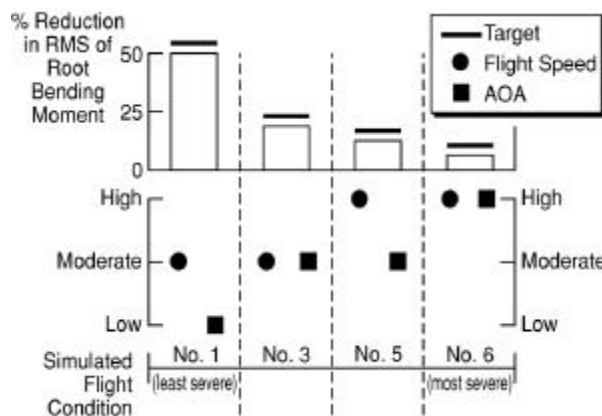 % Reduction
in RMS of
Root
Bending
Moment
50
25
0
Target
Flight Speed
AOA
High
Moderate
Low
High
Moderate
Low
Simulated
Flight
Condition
No. 1
(least severe)
No. 3
No. 5
No. 6
(most severe)